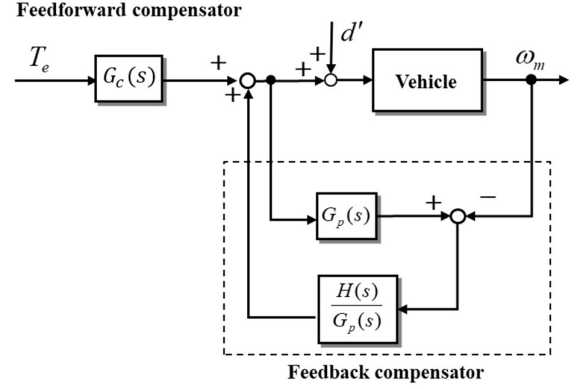 Feedforward compensator
T_e
G_c(s)
+
+
+
+
d'
Vehicle
ω_m
G_p(s)
+
−
H(s)
G_p(s)
Feedback compensator